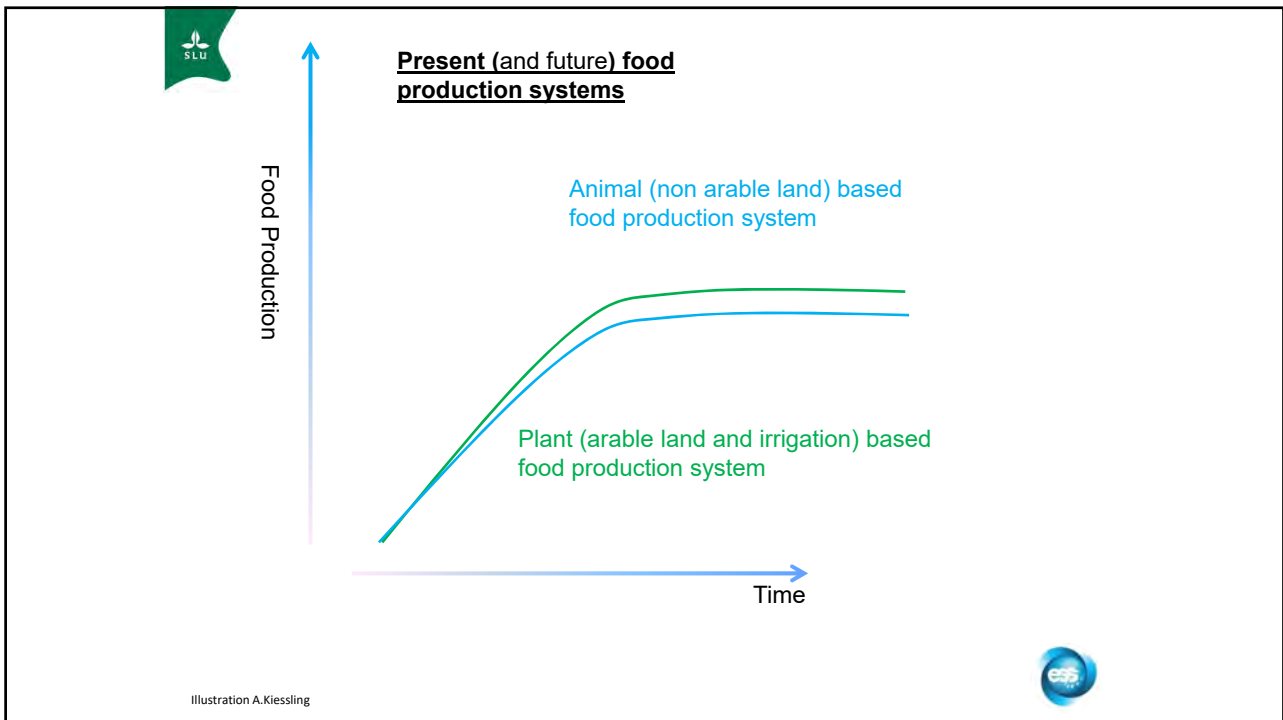 SLU
Present (and future) food
production systems
Food Production
Animal (non arable land) based
food production system
Plant (arable land and irrigation) based
food production system
Time
ess
Illustration A.Kiessling